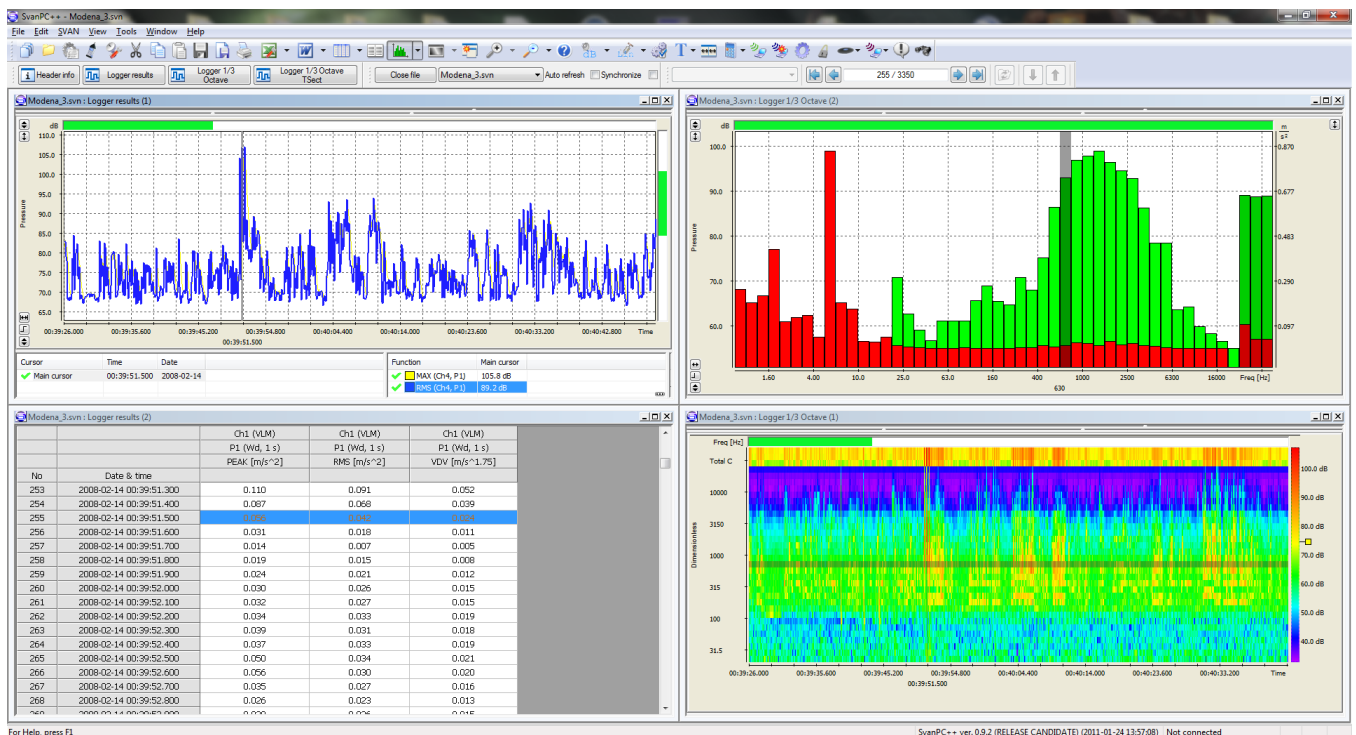 SvanPC++ - Modena_3.svn
File Edit SVAN View Tools Window Help
Header info Logger results Logger 1/3 Octave Logger 1/3 Octave TSect Close file Modena_3.svn Auto refresh Synchronize 255 / 3350
Modena_3.svn : Logger results (1)
dB
110.0
105.0
100.0
95.0
90.0
85.0
80.0
75.0
70.0
65.0
Pressure
00:39:26.000 00:39:35.600 00:39:45.200 00:39:54.800 00:40:04.400 00:40:14.000 00:40:23.600 00:40:33.200 00:40:42.800 Time
00:39:51.500
Cursor Time Date
Main cursor 00:39:51.500 2008-02-14
Function Main cursor
MAX (Ch4, P1) 105.8 dB
RMS (Ch4, P1) 89.2 dB
Modena_3.svn : Logger 1/3 Octave (2)
dB m
s²
100.0 0.870
90.0 0.677
80.0 0.483
70.0 0.290
60.0 0.097
Pressure
1.60 4.00 10.0 25.0 63.0 160 400 1000 2500 6300 16000 Freq [Hz]
630
Modena_3.svn : Logger results (2)
Ch1 (VLM) Ch1 (VLM) Ch1 (VLM)
P1 (Wd, 1 s) P1 (Wd, 1 s) P1 (Wd, 1 s)
PEAK [m/s^2] RMS [m/s^2] VDV [m/s^1.75]
No Date & time
253 2008-02-14 00:39:51.300 0.110 0.091 0.052
254 2008-02-14 00:39:51.400 0.087 0.068 0.039
255 2008-02-14 00:39:51.500
256 2008-02-14 00:39:51.600 0.031 0.018 0.011
257 2008-02-14 00:39:51.700 0.014 0.007 0.005
258 2008-02-14 00:39:51.800 0.019 0.015 0.008
259 2008-02-14 00:39:51.900 0.024 0.021 0.012
260 2008-02-14 00:39:52.000 0.030 0.026 0.015
261 2008-02-14 00:39:52.100 0.032 0.027 0.015
262 2008-02-14 00:39:52.200 0.034 0.033 0.019
263 2008-02-14 00:39:52.300 0.039 0.031 0.018
264 2008-02-14 00:39:52.400 0.037 0.033 0.019
265 2008-02-14 00:39:52.500 0.050 0.034 0.021
266 2008-02-14 00:39:52.600 0.056 0.030 0.020
267 2008-02-14 00:39:52.700 0.035 0.027 0.016
268 2008-02-14 00:39:52.800 0.026 0.023 0.013
Modena_3.svn : Logger 1/3 Octave (1)
Freq [Hz]
Total C
10000
3150
1000
315
100
31.5
Dimensionless
100.0 dB
90.0 dB
80.0 dB
70.0 dB
60.0 dB
50.0 dB
40.0 dB
00:39:26.000 00:39:35.600 00:39:45.200 00:39:54.800 00:40:04.400 00:40:14.000 00:40:23.600 00:40:33.200 Time
00:39:51.500
For Help, press F1 SvanPC++ ver. 0.9.2 (RELEASE CANDIDATE) (2011-01-24 13:57:08) Not connected